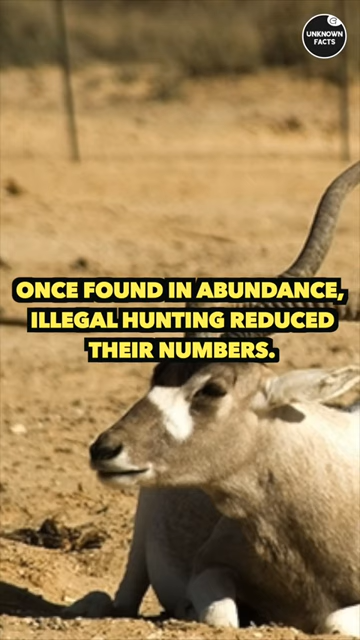 UNKNOWN
FACTS
ONCE FOUND IN ABUNDANCE,
ILLEGAL HUNTING REDUCED
THEIR NUMBERS.